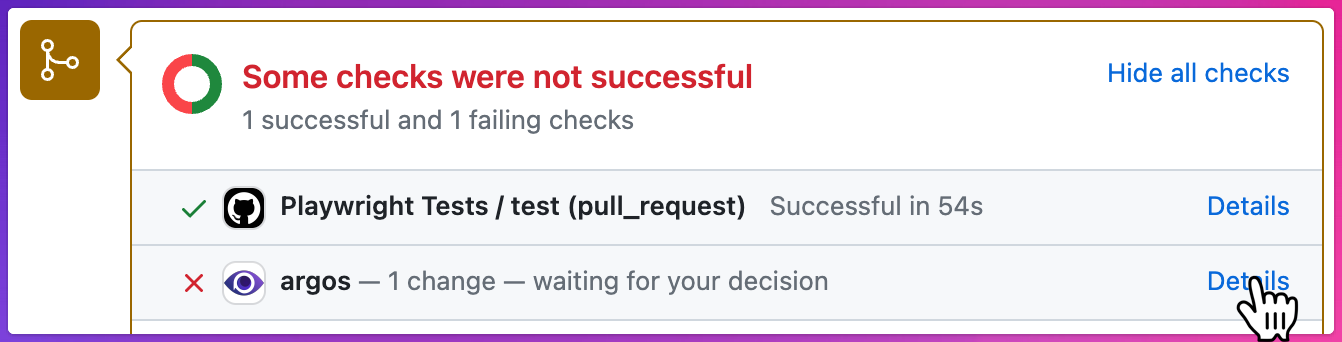 Some checks were not successful
Hide all checks
1 successful and 1 failing checks
Playwright Tests / test (pull_request) Successful in 54s Details
argos — 1 change — waiting for your decision Details